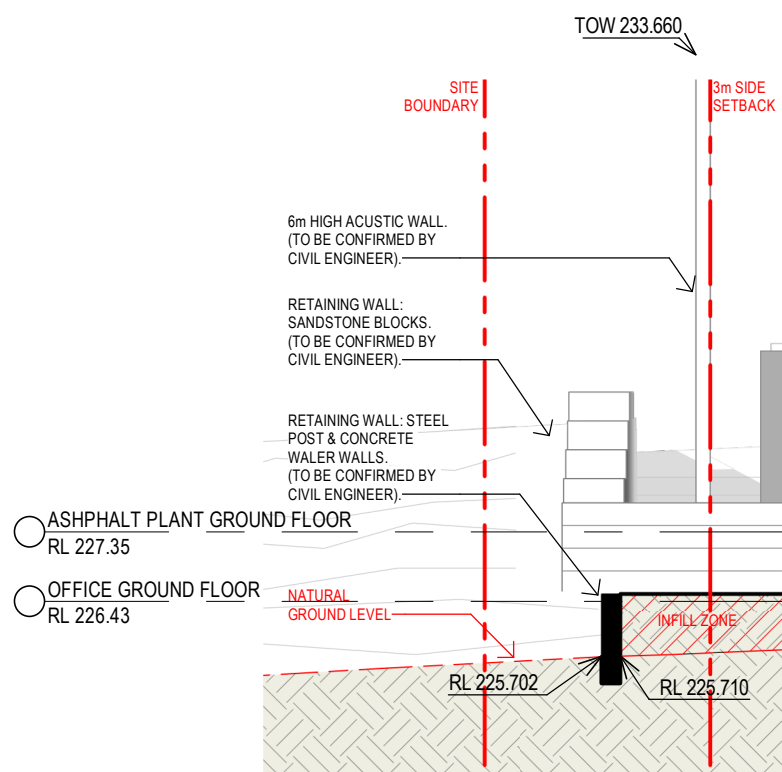 TOW 233.660
SITE
BOUNDARY
3m SIDE
SETBACK
6m HIGH ACUSTIC WALL.
(TO BE CONFIRMED BY
CIVIL ENGINEER).
RETAINING WALL:
SANDSTONE BLOCKS.
(TO BE CONFIRMED BY
CIVIL ENGINEER).
RETAINING WALL: STEEL
POST & CONCRETE
WALER WALLS.
(TO BE CONFIRMED BY
CIVIL ENGINEER).
ASHPHALT PLANT GROUND FLOOR
RL 227.35
OFFICE GROUND FLOOR
RL 226.43
NATURAL
GROUND LEVEL
INFILL ZONE
RL 225.702
RL 225.710